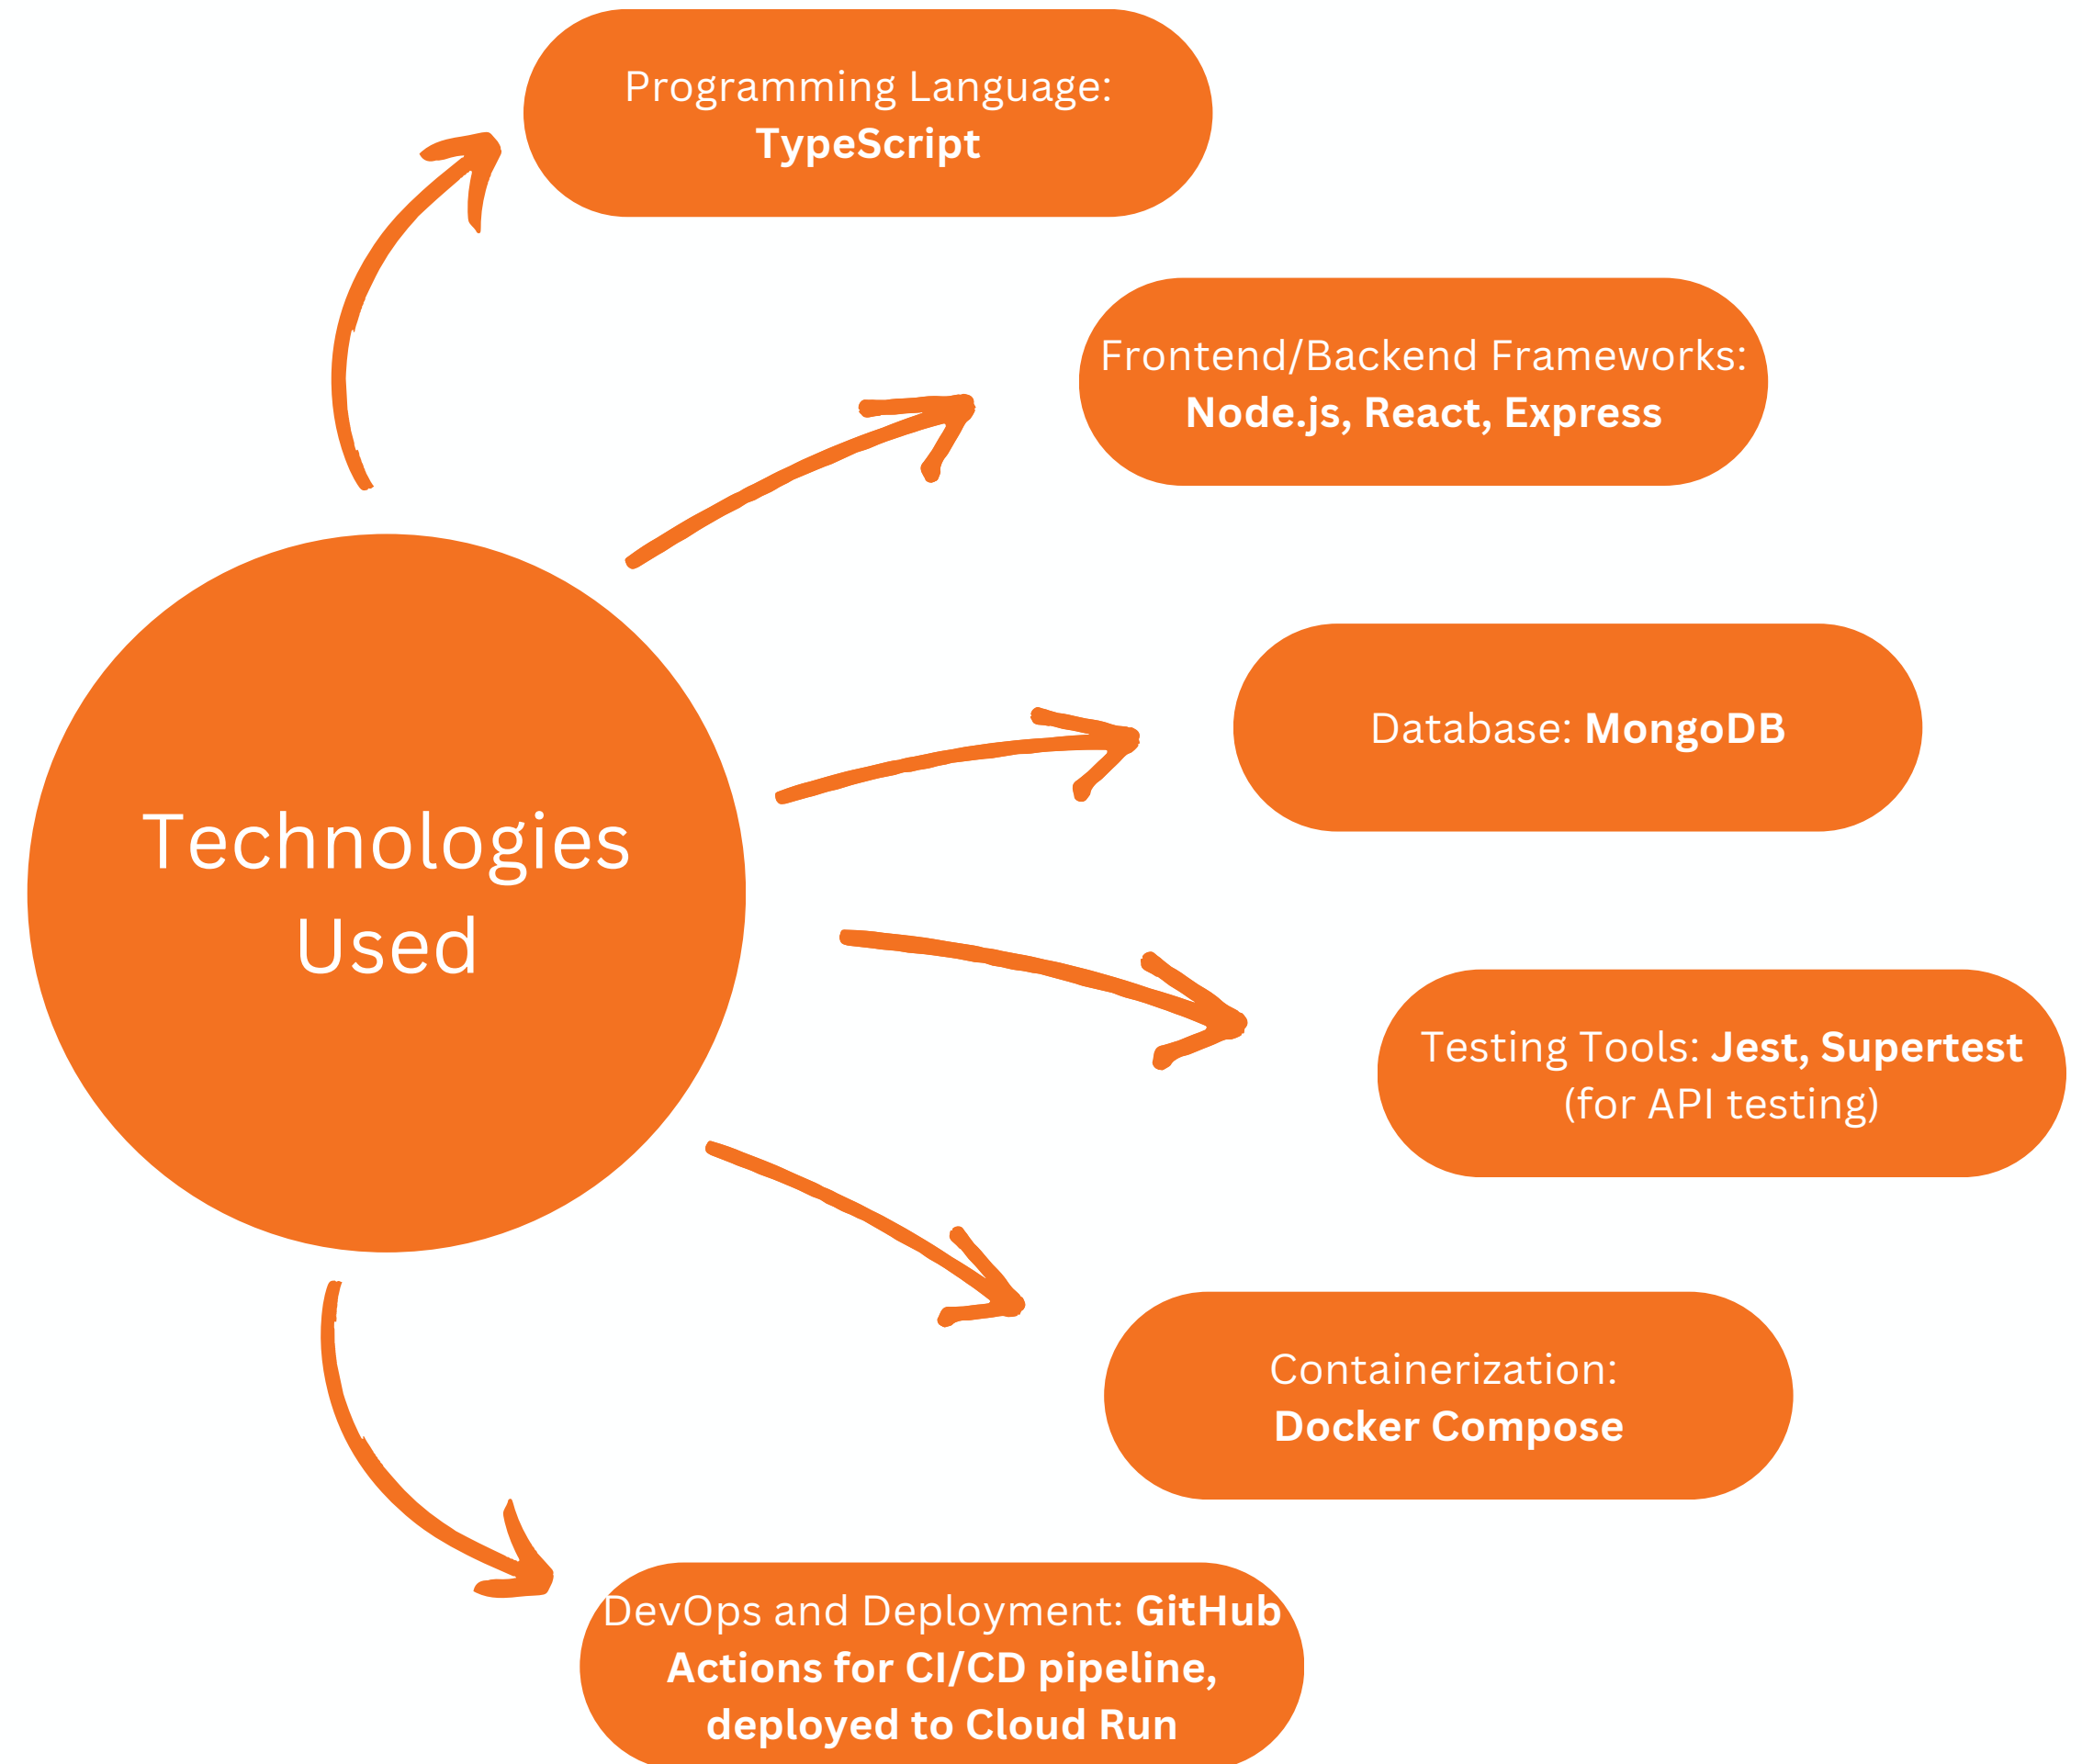 Programming Language:
TypeScript
Frontend/Backend Frameworks:
Node.js, React, Express
Database: MongoDB
Technologies
Used
Testing Tools: Jest, Supertest
(for API testing)
Containerization:
Docker Compose
DevOps and Deployment: GitHub
Actions for CI/CD pipeline,
deployed to Cloud Run